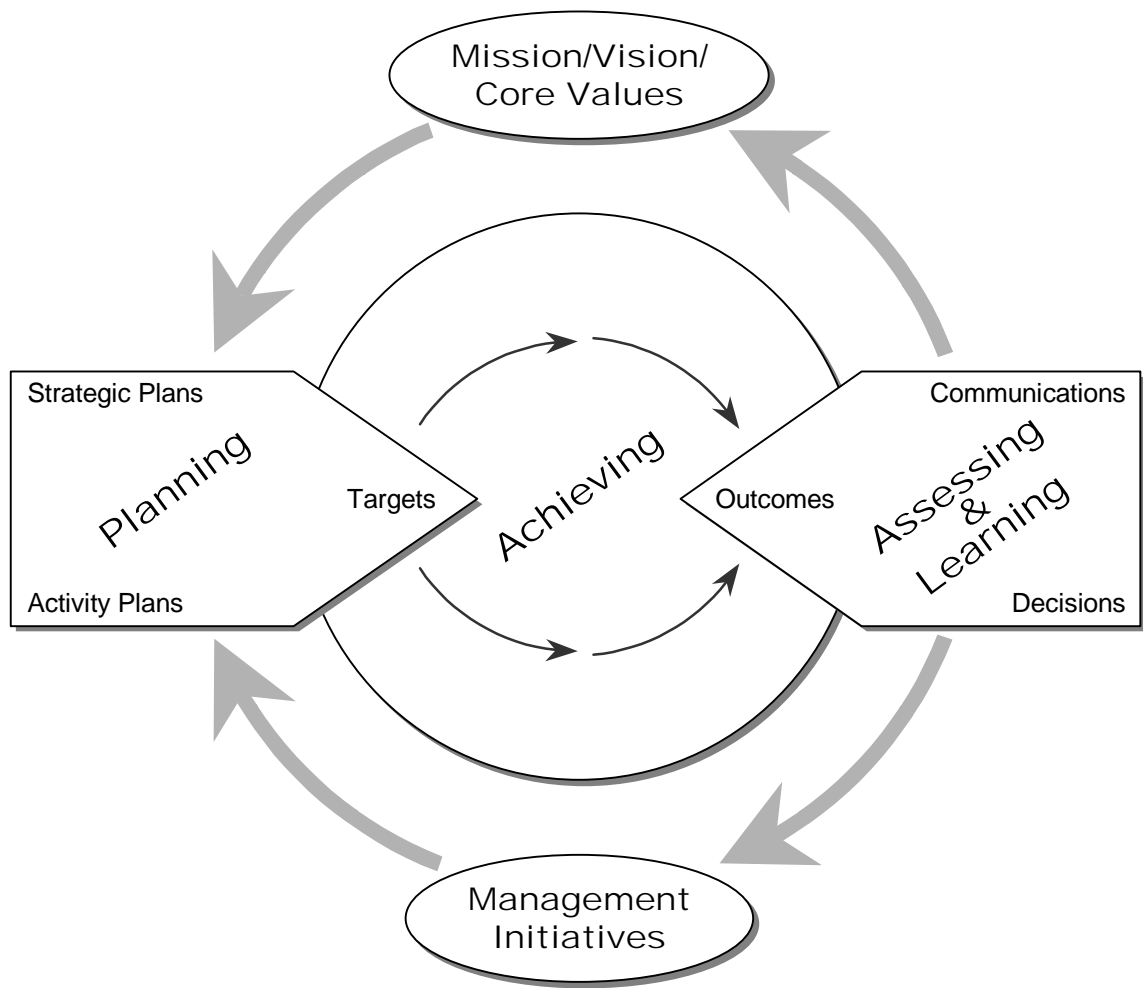 Mission/Vision/
Core Values
Strategic Plans
Planning
Targets
Activity Plans
Achieving
Communications
Outcomes
Assessing
&
Learning
Decisions
Management
Initiatives